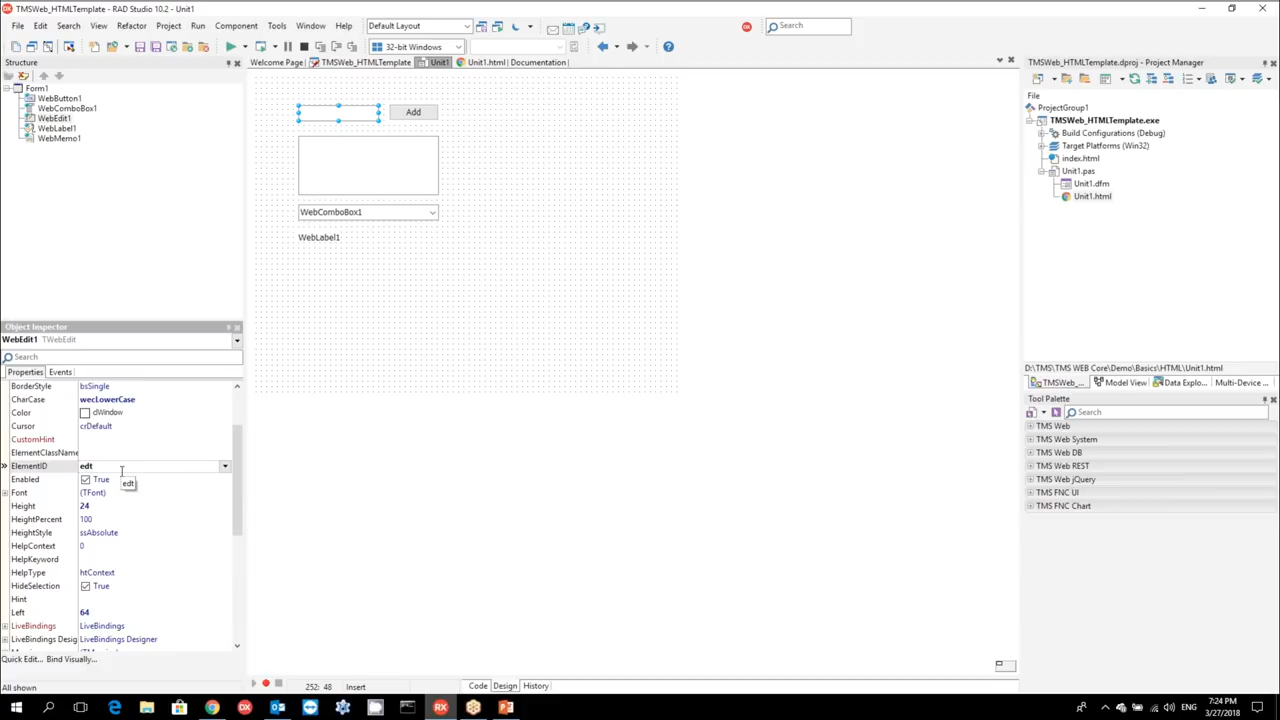 TMSWeb_HTMLTemplate - RAD Studio 10.2 - Unit1
File Edit Search View Refactor Project Run Component Tools Window Help
Default Layout
Search
32-bit Windows
Structure
Welcome Page TMSWeb_HTMLTemplate Unit1 Unit1.html | Documentation
TMSWeb_HTMLTemplate.dproj - Project Manager
Form1
WebButton1
WebComboBox1
WebEdit1
WebLabel1
WebMemo1
Add
WebComboBox1
WebLabel1
File
ProjectGroup1
TMSWeb_HTMLTemplate.exe
Build Configurations (Debug)
Target Platforms (Win32)
index.html
Unit1.pas
Unit1.dfm
Unit1.html
Object Inspector
WebEdit1 TWebEdit
Search
Properties Events
BorderStyle bsSingle
CharCase wecLowerCase
Color clWindow
Cursor crDefault
CustomHint
ElementClassName
ElementID edt
Enabled True
edt
Font (TFont)
Height 24
HeightPercent 100
HeightStyle ssAbsolute
HelpContext 0
HelpKeyword
HelpType htContext
HideSelection True
Hint
Left 64
LiveBindings LiveBindings
LiveBindings Desig LiveBindings Designer
Quick Edit... Bind Visually...
All shown
252: 48 Insert
Code Design History
D:\TMS\TMS WEB Core\Demo\Basics\HTML\Unit1.html
TMSWeb_... Model View Data Explo... Multi-Device ...
Tool Palette
Search
TMS Web
TMS Web System
TMS Web DB
TMS Web REST
TMS Web jQuery
TMS FNC UI
TMS FNC Chart
7:24 PM
3/27/2018